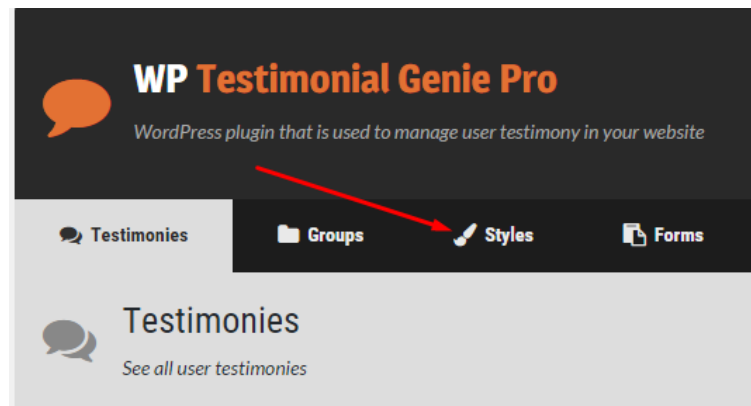 WP Testimonial Genie Pro
WordPress plugin that is used to manage user testimony in your website
Testimonies Groups Styles Forms
Testimonies
See all user testimonies